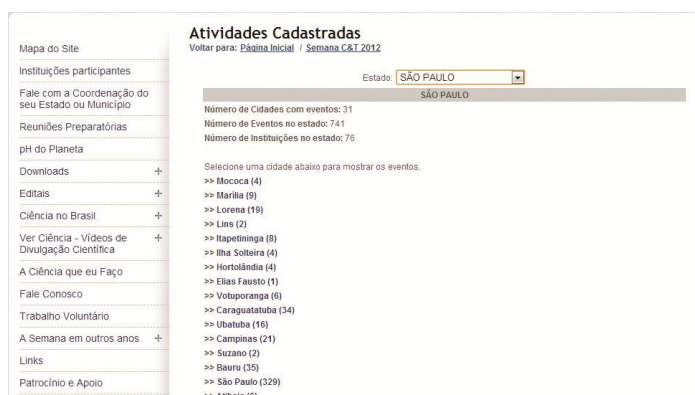 Mapa do Site
Instituições participantes
Fale com a Coordenação do
seu Estado ou Município
Reuniões Preparatórias
pH do Planeta
Downloads
Editais
Ciência no Brasil
Ver Ciência - Vídeos de
Divulgação Científica
A Ciência que eu Faço
Fale Conosco
Trabalho Voluntário
A Semana em outros anos
Links
Patrocínio e Apoio
Atividades Cadastradas
Voltar para: Página Inicial / Semana C&T 2012
Estado: SÃO PAULO
SÃO PAULO
Número de Cidades com eventos: 31
Número de Eventos no estado: 741
Número de Instituições no estado: 76
Selecione uma cidade abaixo para mostrar os eventos.
>> Mococa (4)
>> Marília (9)
>> Lorena (19)
>> Lins (2)
>> Itapetininga (8)
>> Ilha Solteira (4)
>> Hortolândia (4)
>> Elias Fausto (1)
>> Votuporanga (6)
>> Caraguatatuba (34)
>> Ubatuba (16)
>> Campinas (21)
>> Suzano (2)
>> Bauru (35)
>> São Paulo (329)